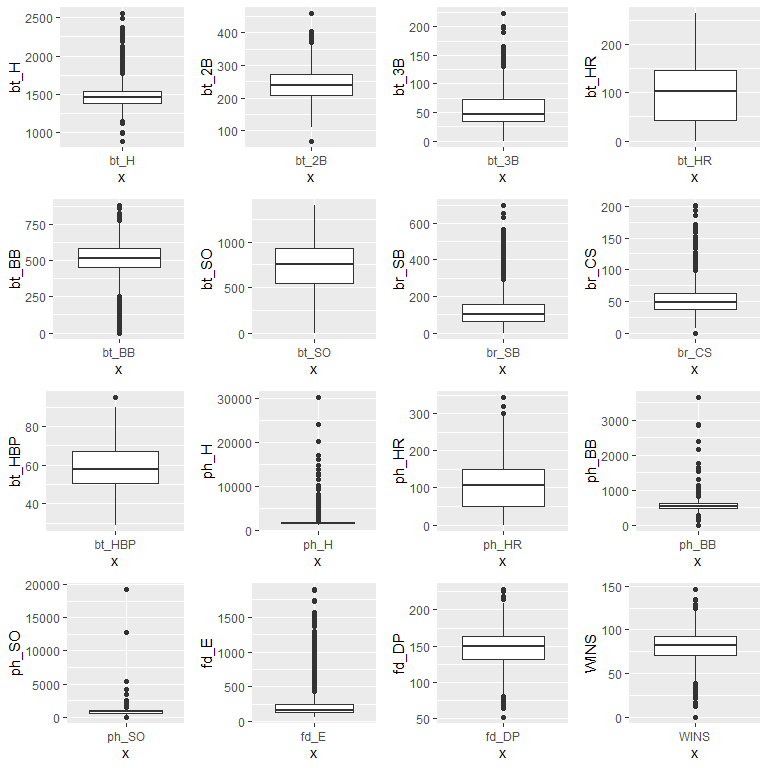 bt_H
2500
2000
1500
1000
bt_H
x
bt_2B
400
300
200
100
bt_2B
x
bt_3B
200
150
100
50
0
bt_3B
x
bt_HR
200
100
0
bt_HR
x
bt_BB
750
500
250
0
bt_BB
x
bt_SO
1000
500
0
bt_SO
x
br_SB
600
400
200
0
br_SB
x
br_CS
200
150
100
50
0
br_CS
x
bt_HBP
80
60
40
bt_HBP
x
ph_H
30000
20000
10000
0
ph_H
x
ph_HR
300
200
100
0
ph_HR
x
ph_BB
3000
2000
1000
0
ph_BB
x
ph_SO
20000
15000
10000
5000
0
ph_SO
x
fd_E
1500
1000
500
0
fd_E
x
fd_DP
200
150
100
50
fd_DP
x
WINS
150
100
50
0
WINS
x